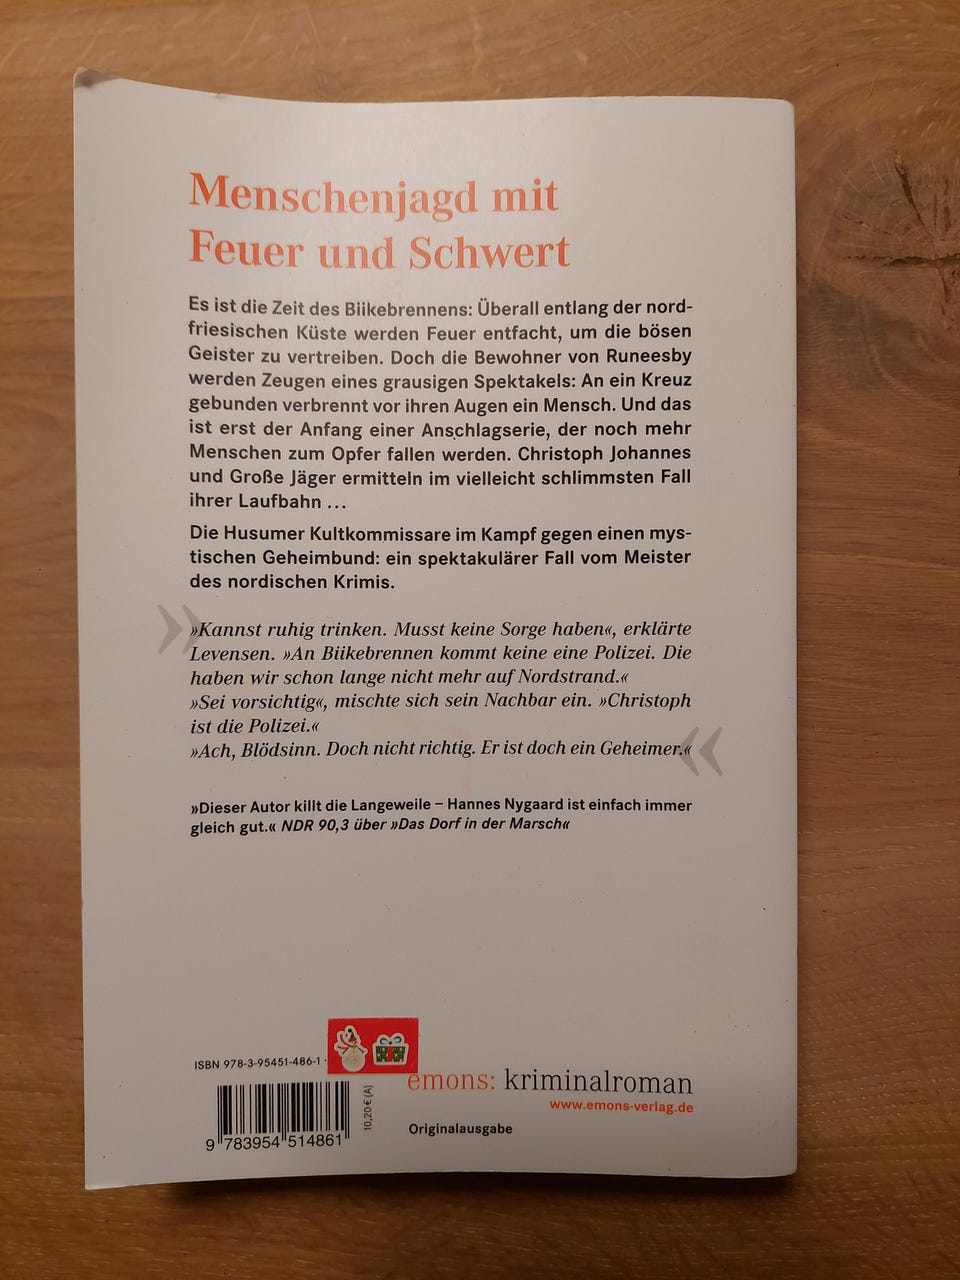 Menschenjagd mit
Feuer und Schwert
Es ist die Zeit des Biikebrennens: Überall entlang der nord-
friesischen Küste werden Feuer entfacht, um die bösen
Geister zu vertreiben. Doch die Bewohner von Runeesby
werden Zeugen eines grausigen Spektakels: An ein Kreuz
gebunden verbrennt vor ihren Augen ein Mensch. Und das
ist erst der Anfang einer Anschlagserie, der noch mehr
Menschen zum Opfer fallen werden. Christoph Johannes
und Große Jäger ermitteln im vielleicht schlimmsten Fall
ihrer Laufbahn ...
Die Husumer Kultkommissare im Kampf gegen einen mys-
tischen Geheimbund: ein spektakulärer Fall vom Meister
des nordischen Krimis.
»Kannst ruhig trinken. Musst keine Sorge haben«, erklärte
Levensen. »An Biikebrennen kommt keine eine Polizei. Die
haben wir schon lange nicht mehr auf Nordstrand.«
»Sei vorsichtig«, mischte sich sein Nachbar ein. »Christoph
ist die Polizei.«
»Ach, Blödsinn. Doch nicht richtig. Er ist doch ein Geheimer.«
»Dieser Autor killt die Langeweile – Hannes Nygaard ist einfach immer
gleich gut.« NDR 90,3 über »Das Dorf in der Marsch«
ISBN 978-3-95451-486-1
9 783954 514861
10,20 € (A)
emons: kriminalroman
www.emons-verlag.de
Originalausgabe